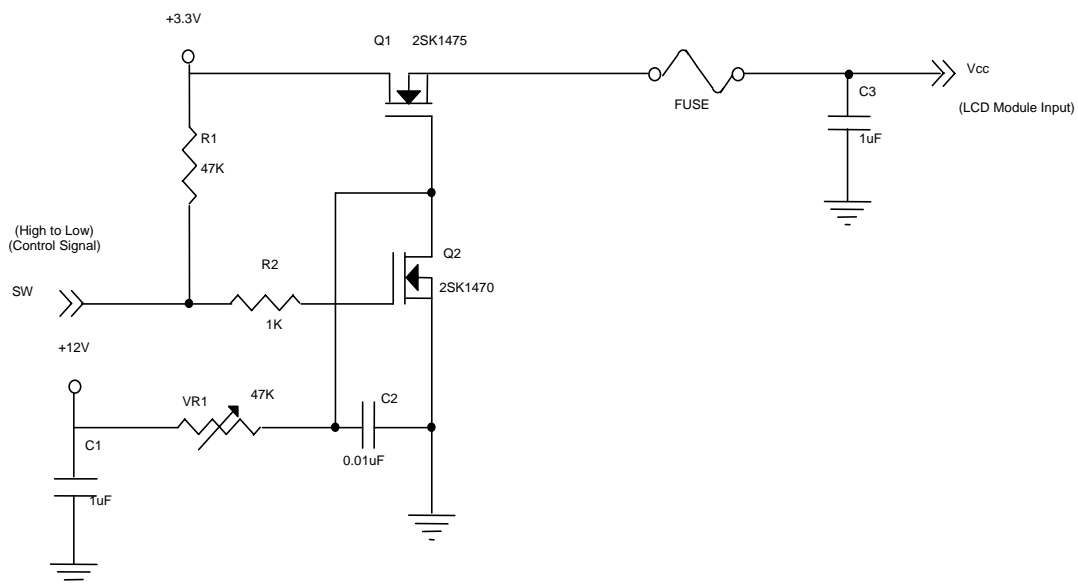 +3.3V
Q1 2SK1475
Vcc
C3
FUSE
(LCD Module Input)
R1
1uF
47K
(High to Low)
(Control Signal)
Q2
R2
SW
2SK1470
1K
+12V
47K
VR1
C2
C1
0.01uF
1uF